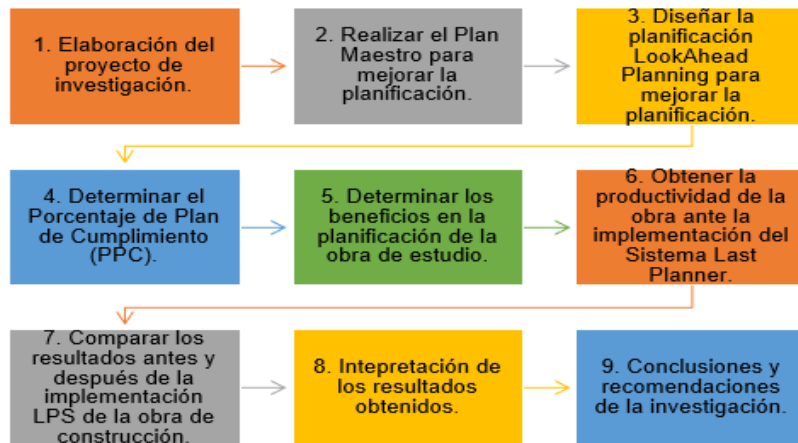 1. Elaboración del
proyecto de
investigación.
2. Realizar el Plan
Maestro para
mejorar la
planificación.
3. Diseñar la
planificación
LookAhead
Planning para
mejorar la
planificación.
4. Determinar el
Porcentaje de Plan
de Cumplimiento
(PPC).
5. Determinar los
beneficios en la
planificación de la
obra de estudio.
6. Obtener la
productividad de la
obra ante la
implementación del
Sistema Last
Planner.
7. Comparar los
resultados antes y
después de la
implementación
LPS de la obra de
construcción.
8. Intepretación de
los resultados
obtenidos.
9. Conclusiones y
recomendaciones
de la investigación.